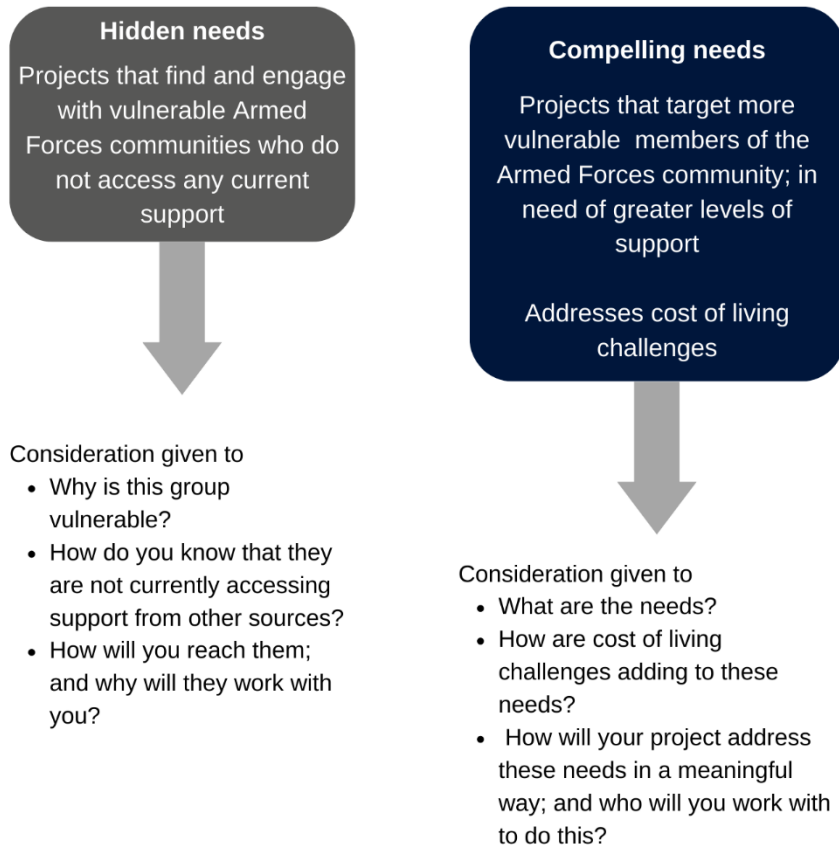 Hidden needs
Projects that find and engage
with vulnerable Armed
Forces communities who do
not access any current
support
Consideration given to
• Why is this group
vulnerable?
• How do you know that they
are not currently accessing
support from other sources?
• How will you reach them;
and why will they work with
you?
Compelling needs
Projects that target more
vulnerable members of the
Armed Forces community; in
need of greater levels of
support
Addresses cost of living
challenges
Consideration given to
• What are the needs?
• How are cost of living
challenges adding to these
needs?
• How will your project address
these needs in a meaningful
way; and who will you work with
to do this?